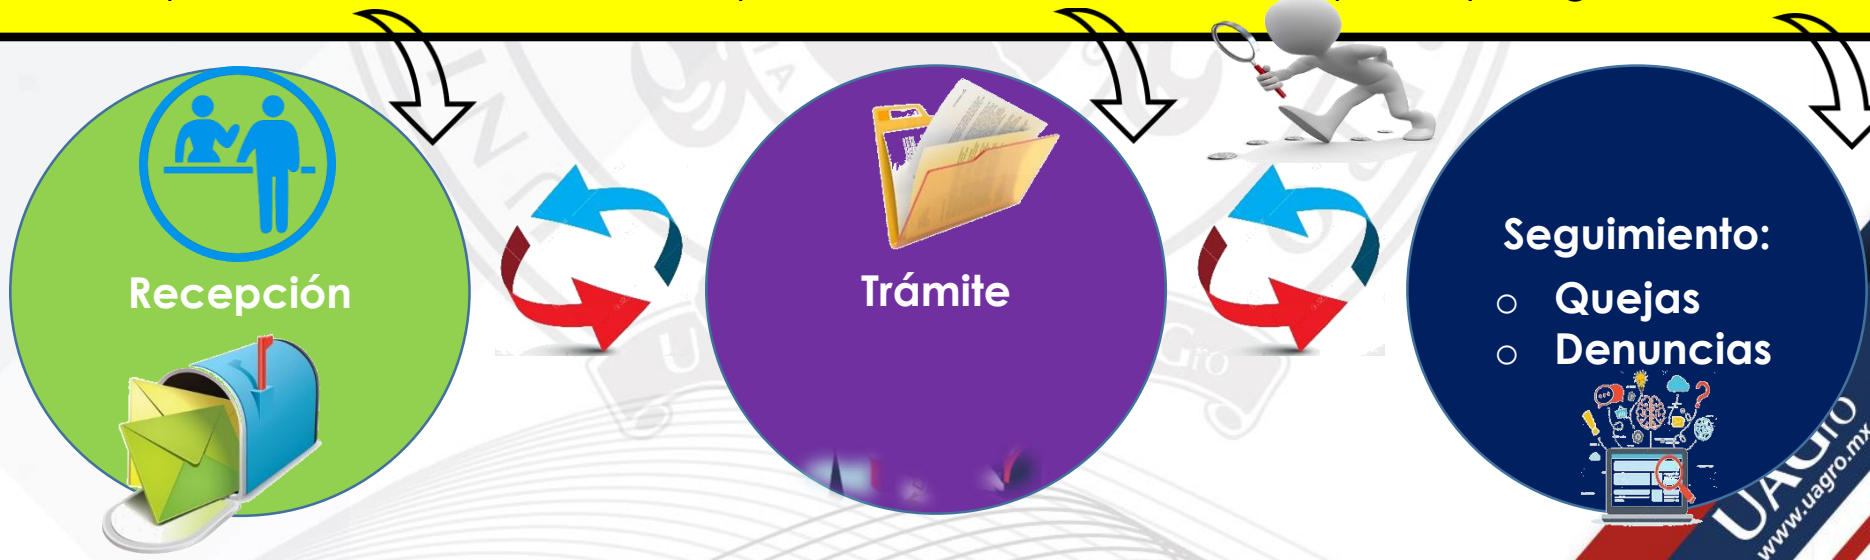 Recepción
Trámite
Seguimiento:
o Quejas
o Denuncias
UAGro
www.uagro.mx